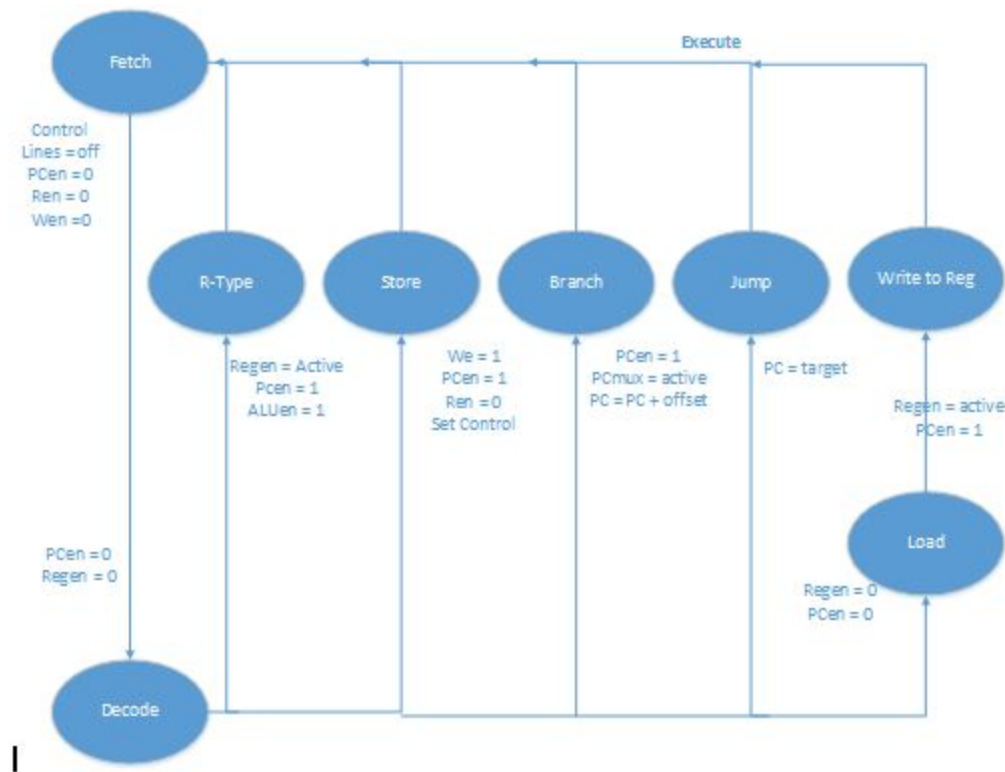 Execute
Fetch
Control
Lines = off
PCen = 0
Ren = 0
Wen =0
R-Type
Store
Branch
Jump
Write to Reg
Regen = Active
Pcen = 1
ALUen = 1
We = 1
PCen = 1
Ren = 0
Set Control
PCen = 1
PCmux = active
PC = PC + offset
PC = target
Regen = active
PCen = 1
Load
Regen = 0
PCen = 0
PCen = 0
Regen = 0
Decode